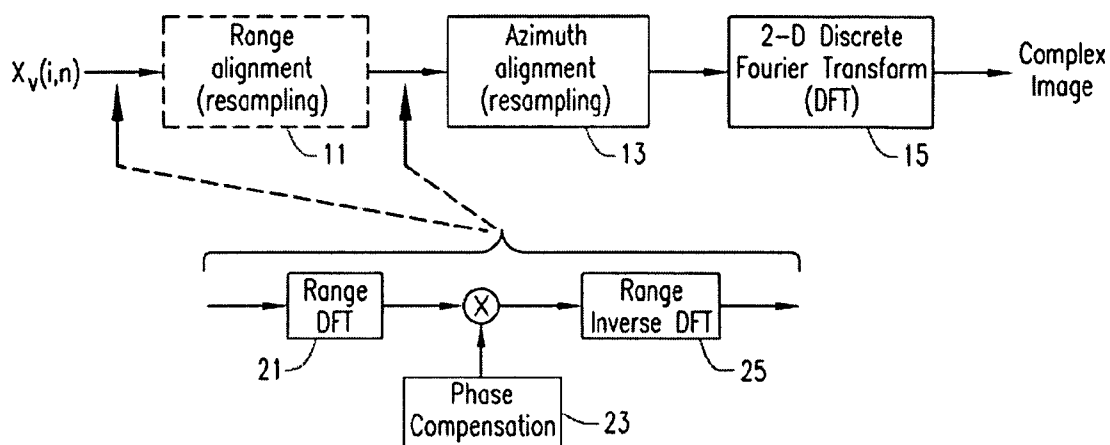 X_v(i,n)
Range
alignment
(resampling)
11
Azimuth
alignment
(resampling)
13
2-D Discrete
Fourier Transform
(DFT)
15
Complex
Image
Range
DFT
21
X
Range
Inverse DFT
25
Phase
Compensation
23